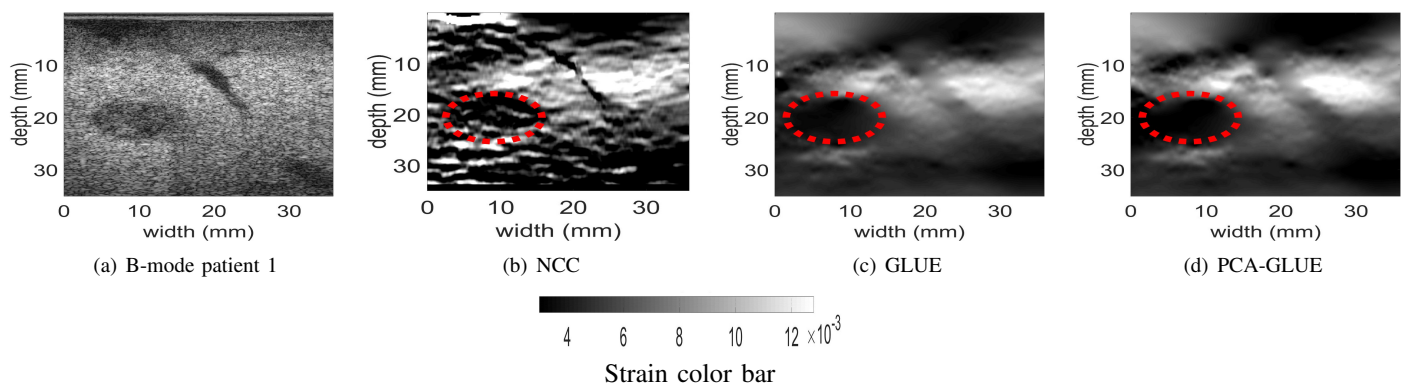 depth (mm)
10
20
30
0 10 20 30
width (mm)
(a) B-mode patient 1
depth (mm)
10
20
30
0 10 20 30
width (mm)
(b) NCC
depth (mm)
10
20
30
0 10 20 30
width (mm)
(c) GLUE
depth (mm)
10
20
30
0 10 20 30
width (mm)
(d) PCA-GLUE
4 6 8 10 12 ×10⁻³
Strain color bar